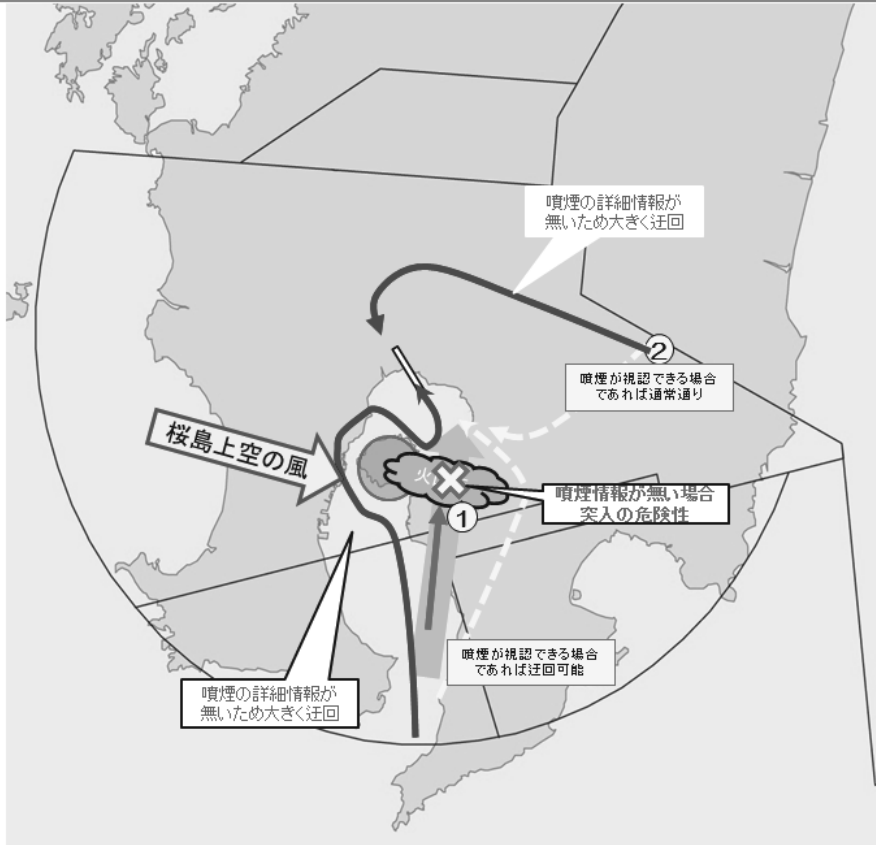 噴煙の詳細情報が
無いため大きく迂回
②
噴煙が視認できる場合
であれば通常通り
桜島上空の風
火
噴煙情報が無い場合
突入の危険性
①
噴煙が視認できる場合
であれば迂回可能
噴煙の詳細情報が
無いため大きく迂回